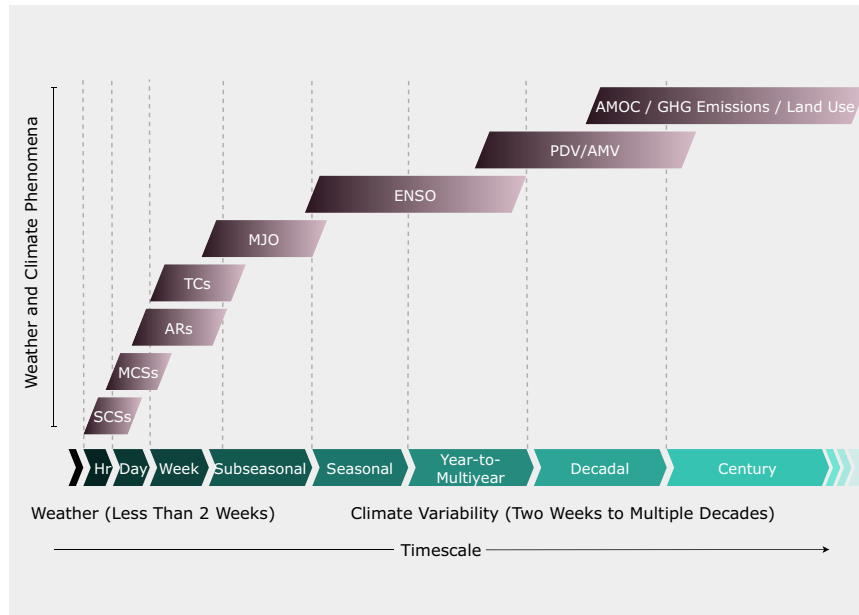 Weather and Climate Phenomena
AMOC / GHG Emissions / Land Use
PDV/AMV
ENSO
MJO
TCs
ARs
MCSs
SCSs
Hr
Day
Week
Subseasonal
Seasonal
Year-to-
Multiyear
Decadal
Century
Weather (Less Than 2 Weeks)
Climate Variability (Two Weeks to Multiple Decades)
Timescale